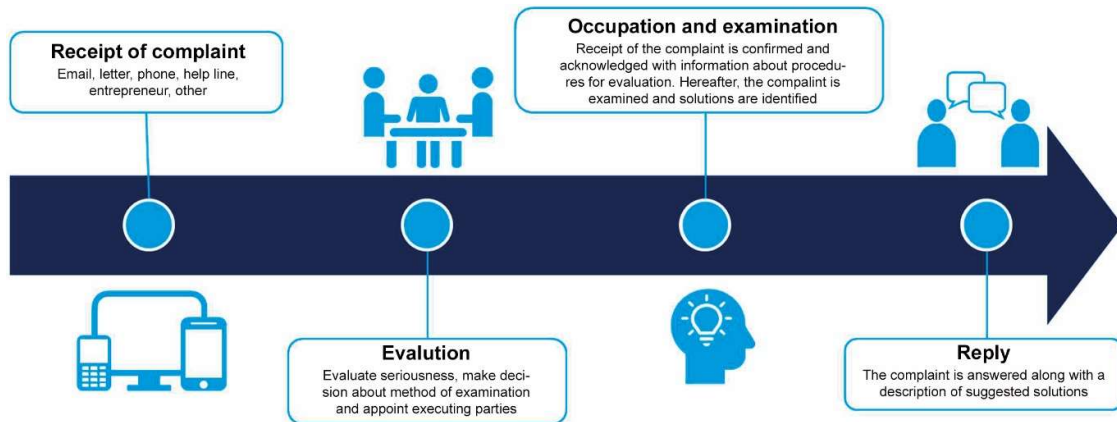 Receipt of complaint
Email, letter, phone, help line,
entrepreneur, other
Evalution
Evaluate seriousness, make deci-
sion about method of examination
and appoint executing parties
Occupation and examination
Receipt of the complaint is confirmed and
acknowledged with information about procedu-
res for evaluation. Hereafter, the compalint is
examined and solutions are identified
Reply
The complaint is answered along with a
description of suggested solutions